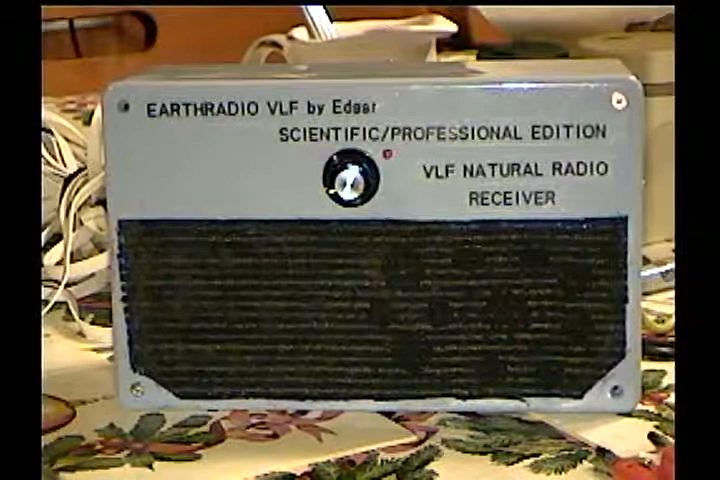 EARTHRADIO VLF by Edgar
SCIENTIFIC/PROFESSIONAL EDITION
VLF NATURAL RADIO
RECEIVER